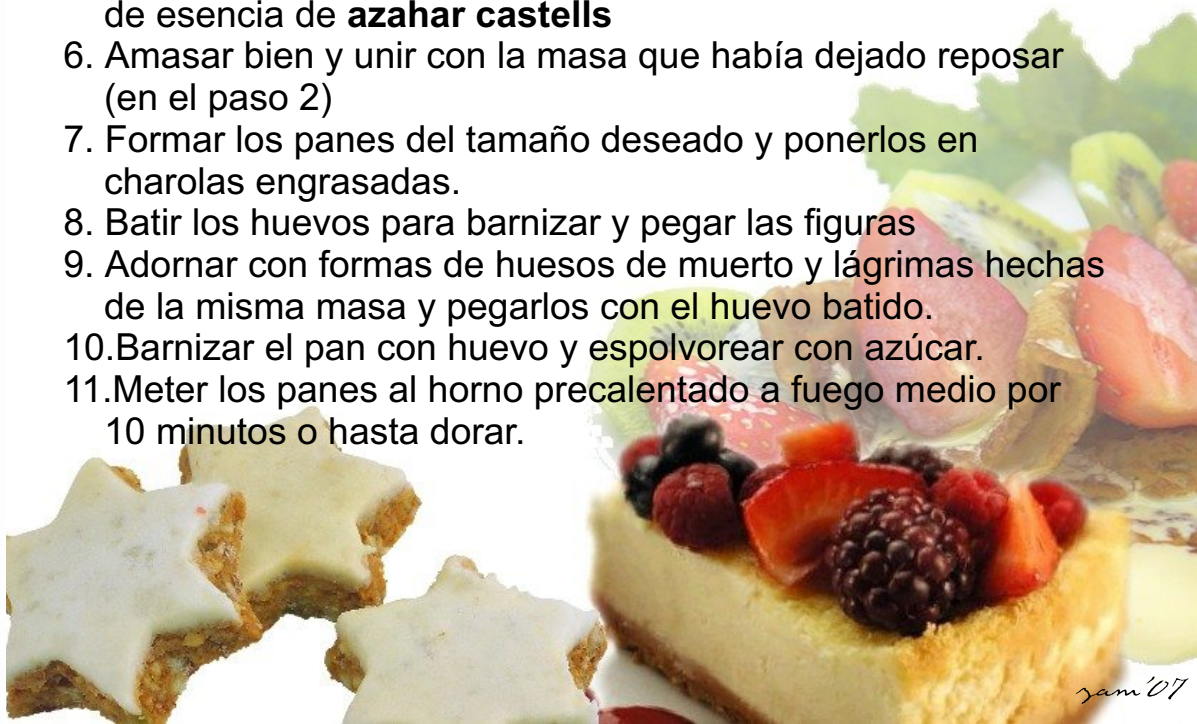 de esencia de azahar castells
6. Amasar bien y unir con la masa que había dejado reposar
(en el paso 2)
7. Formar los panes del tamaño deseado y ponerlos en
charolas engrasadas.
8. Batir los huevos para barnizar y pegar las figuras
9. Adornar con formas de huesos de muerto y lágrimas hechas
de la misma masa y pegarlos con el huevo batido.
10.Barnizar el pan con huevo y espolvorear con azúcar.
11.Meter los panes al horno precalentado a fuego medio por
10 minutos o hasta dorar.
zam'07